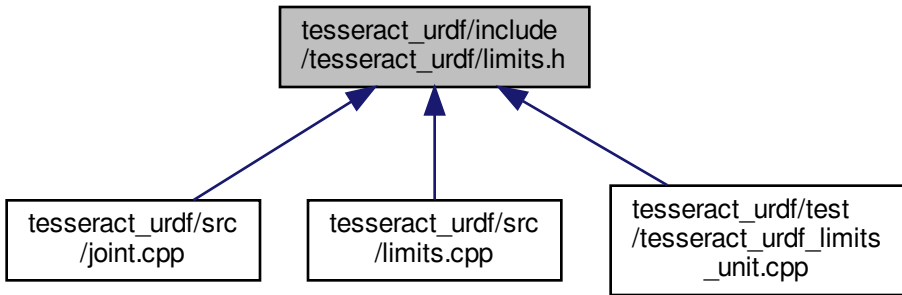 tesseract_urdf/include
/tesseract_urdf/limits.h
tesseract_urdf/src
/joint.cpp
tesseract_urdf/src
/limits.cpp
tesseract_urdf/test
/tesseract_urdf_limits
_unit.cpp